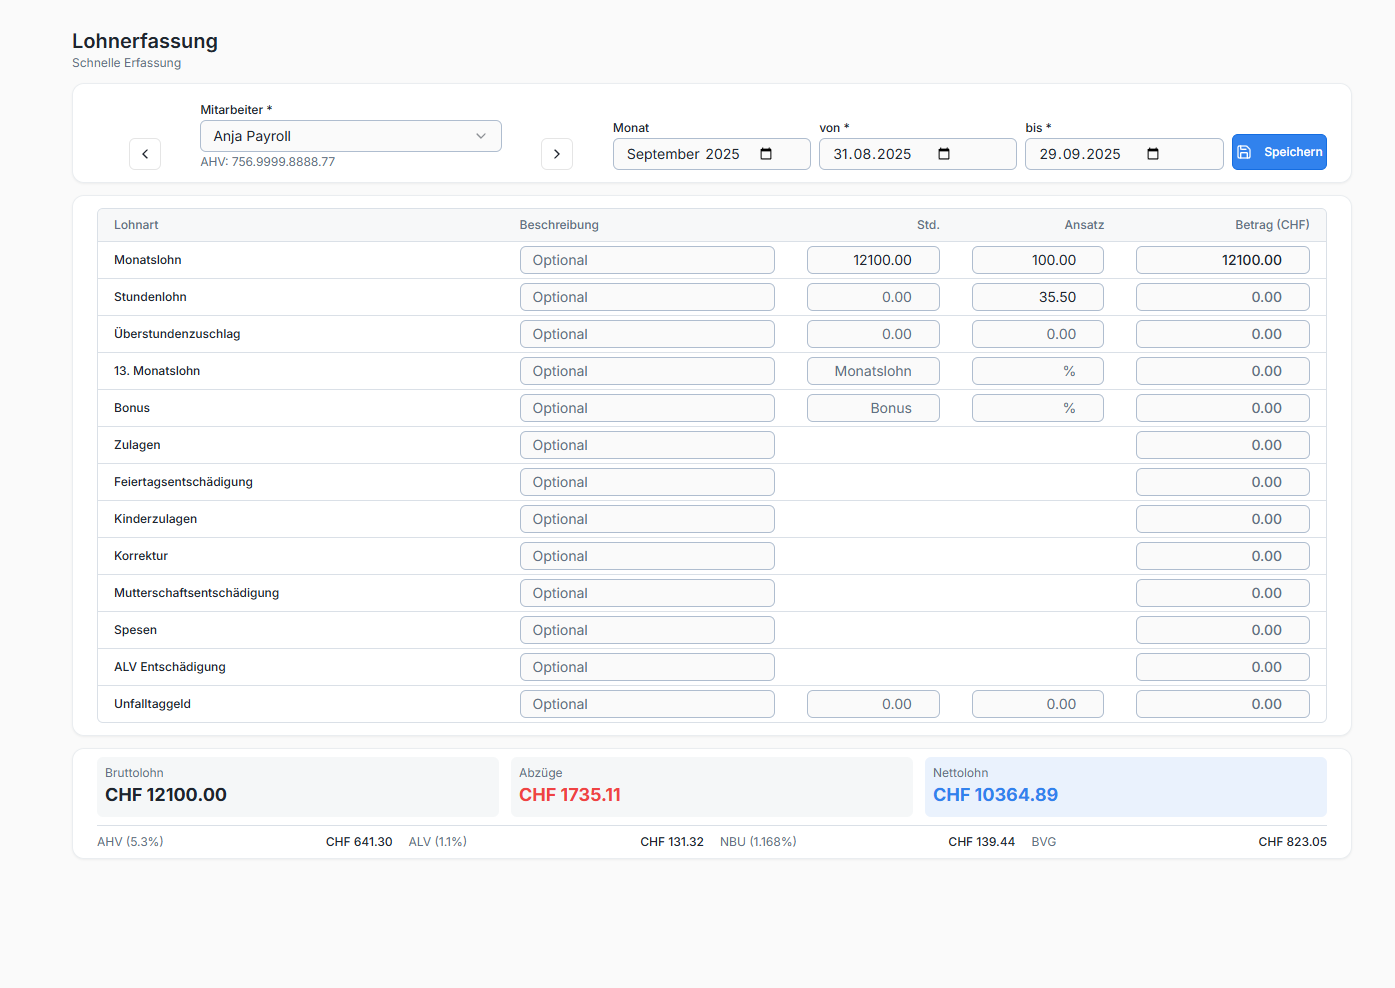 Lohnerfassung
Schnelle Erfassung
Mitarbeiter *
Anja Payroll
AHV: 756.9999.8888.77
Monat
September 2025
von *
31.08.2025
bis *
29.09.2025
Speichern
Lohnart Beschreibung Std. Ansatz Betrag (CHF)
Monatslohn Optional 12100.00 100.00 12100.00
Stundenlohn Optional 0.00 35.50 0.00
Überstundenzuschlag Optional 0.00 0.00 0.00
13. Monatslohn Optional Monatslohn % 0.00
Bonus Optional Bonus % 0.00
Zulagen Optional 0.00
Feiertagsentschädigung Optional 0.00
Kinderzulagen Optional 0.00
Korrektur Optional 0.00
Mutterschaftsentschädigung Optional 0.00
Spesen Optional 0.00
ALV Entschädigung Optional 0.00
Unfalltaggeld Optional 0.00 0.00 0.00
Bruttolohn
CHF 12100.00
Abzüge
CHF 1735.11
Nettolohn
CHF 10364.89
AHV (5.3%) CHF 641.30 ALV (1.1%) CHF 131.32 NBU (1.168%) CHF 139.44 BVG CHF 823.05